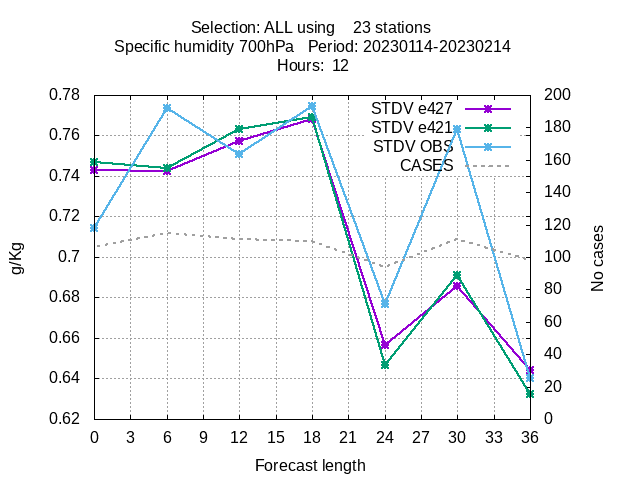 Selection: ALL using    23 stations
Specific humidity 700hPa   Period: 20230114-20230214
Hours:  12
0.78
0.76
0.74
0.72
0.7
0.68
0.66
0.64
0.62
g/Kg
STDV e427
STDV e421
STDV OBS
CASES
200
180
160
140
120
100
80
60
40
20
0
No cases
0 3 6 9 12 15 18 21 24 27 30 33 36
Forecast length